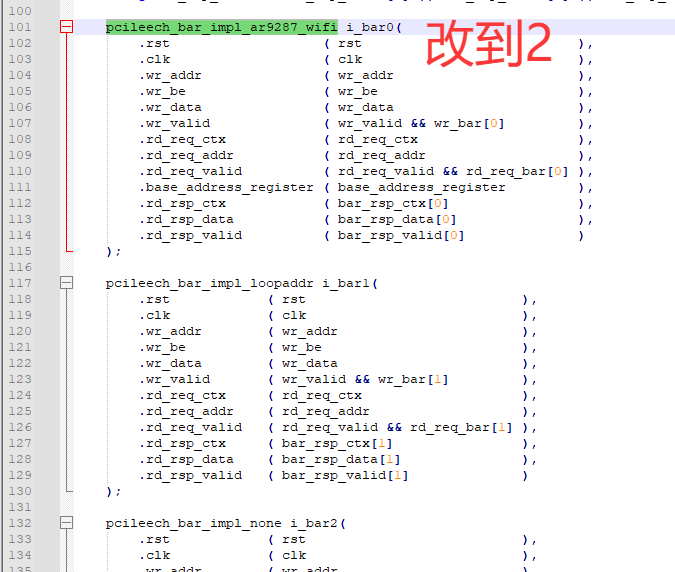 100
101 pcileech_bar_impl_ar9287_wifi i_bar0(
改到2
102 .rst ( rst ),
103 .clk ( clk ),
104 .wr_addr ( wr_addr ),
105 .wr_be ( wr_be ),
106 .wr_data ( wr_data ),
107 .wr_valid ( wr_valid && wr_bar[0] ),
108 .rd_req_ctx ( rd_req_ctx ),
109 .rd_req_addr ( rd_req_addr ),
110 .rd_req_valid ( rd_req_valid && rd_req_bar[0] ),
111 .base_address_register ( base_address_register ),
112 .rd_rsp_ctx ( bar_rsp_ctx[0] ),
113 .rd_rsp_data ( bar_rsp_data[0] ),
114 .rd_rsp_valid ( bar_rsp_valid[0] )
115 );
116
117 pcileech_bar_impl_loopaddr i_bar1(
118 .rst ( rst ),
119 .clk ( clk ),
120 .wr_addr ( wr_addr ),
121 .wr_be ( wr_be ),
122 .wr_data ( wr_data ),
123 .wr_valid ( wr_valid && wr_bar[1] ),
124 .rd_req_ctx ( rd_req_ctx ),
125 .rd_req_addr ( rd_req_addr ),
126 .rd_req_valid ( rd_req_valid && rd_req_bar[1] ),
127 .rd_rsp_ctx ( bar_rsp_ctx[1] ),
128 .rd_rsp_data ( bar_rsp_data[1] ),
129 .rd_rsp_valid ( bar_rsp_valid[1] )
130 );
131
132 pcileech_bar_impl_none i_bar2(
133 .rst ( rst ),
134 .clk ( clk ),
135 .wr_addr ( wr_addr ),